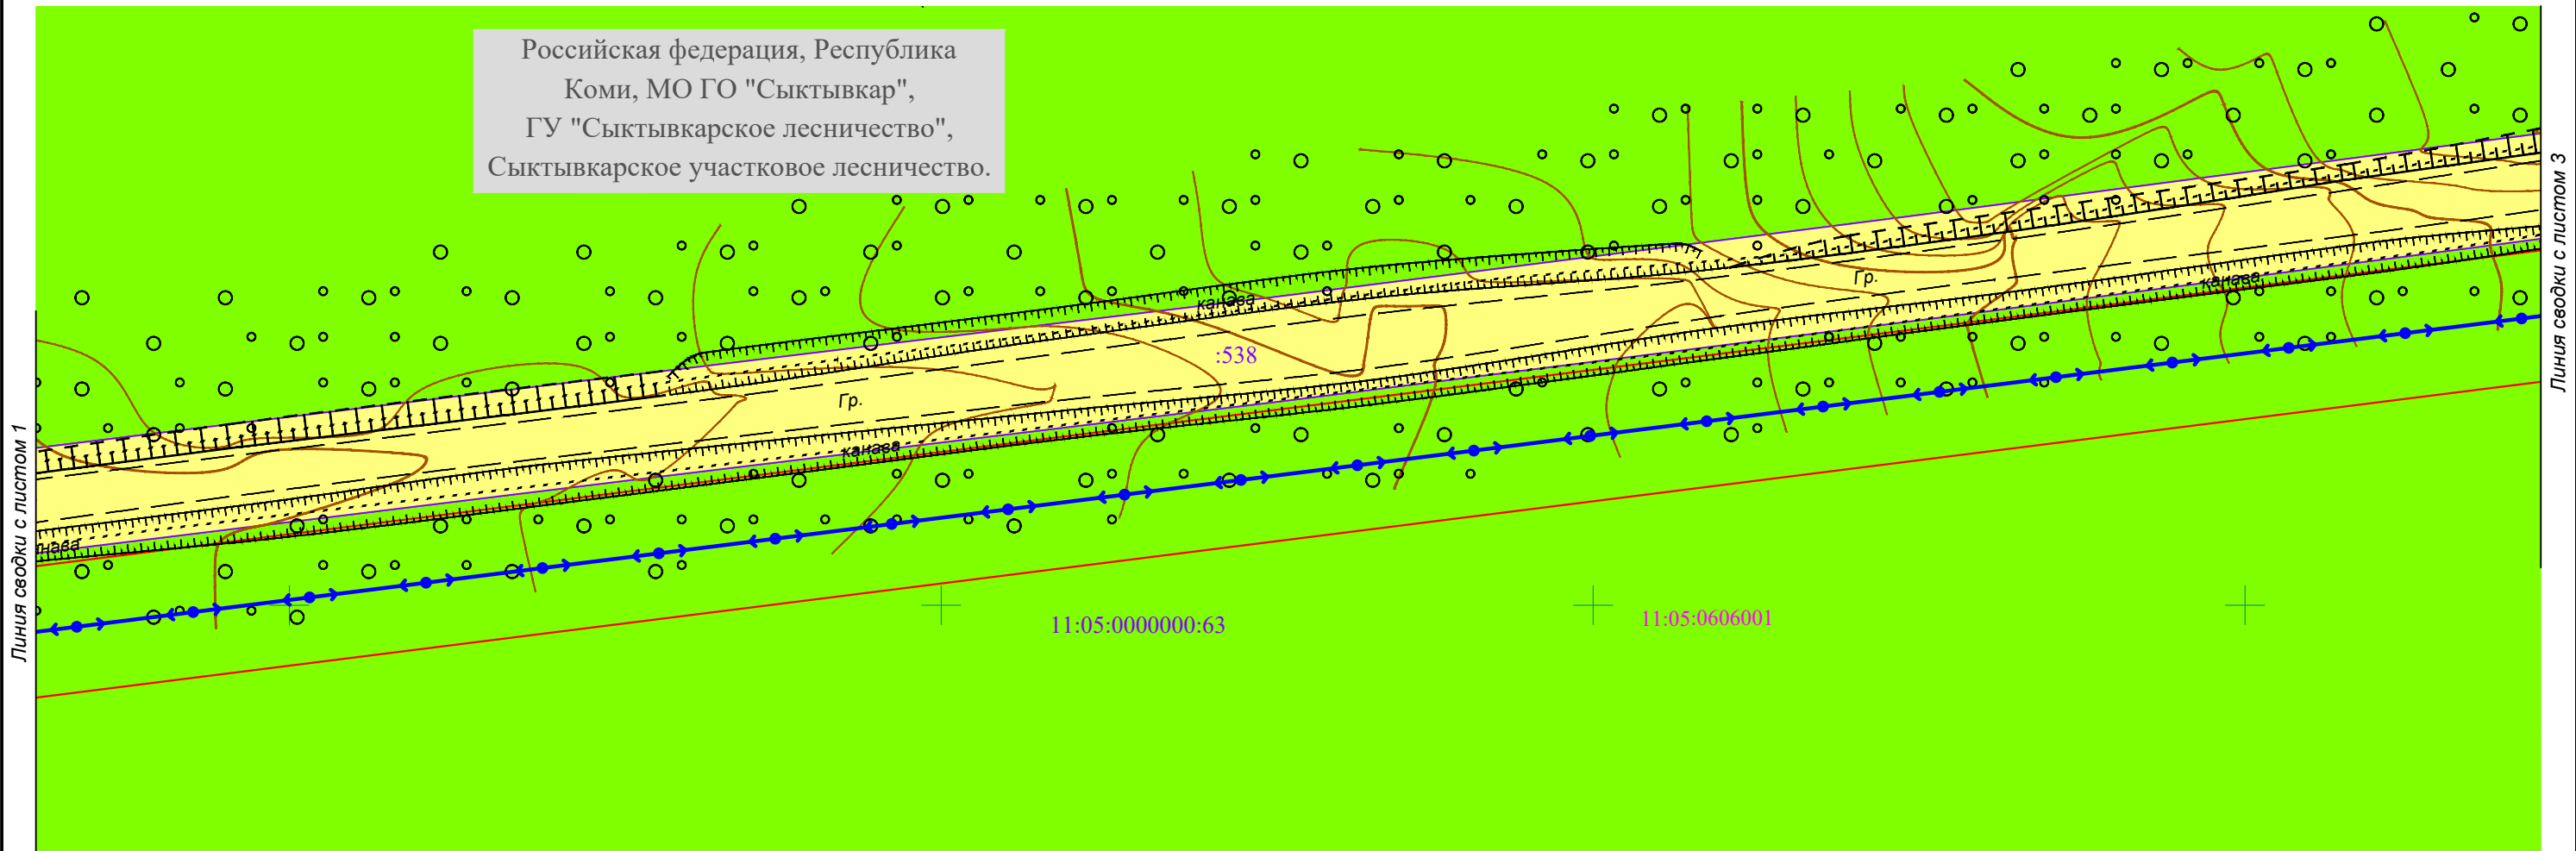 Российская федерация, Республика
Коми, МО ГО "Сыктывкар",
ГУ "Сыктывкарское лесничество",
Сыктывкарское участковое лесничество.
Линия сводки с листом 1
Линия сводки с листом 3
канава
Гр.
канава
:538
Гр.
канава
нава
11:05:0000000:63
11:05:0606001